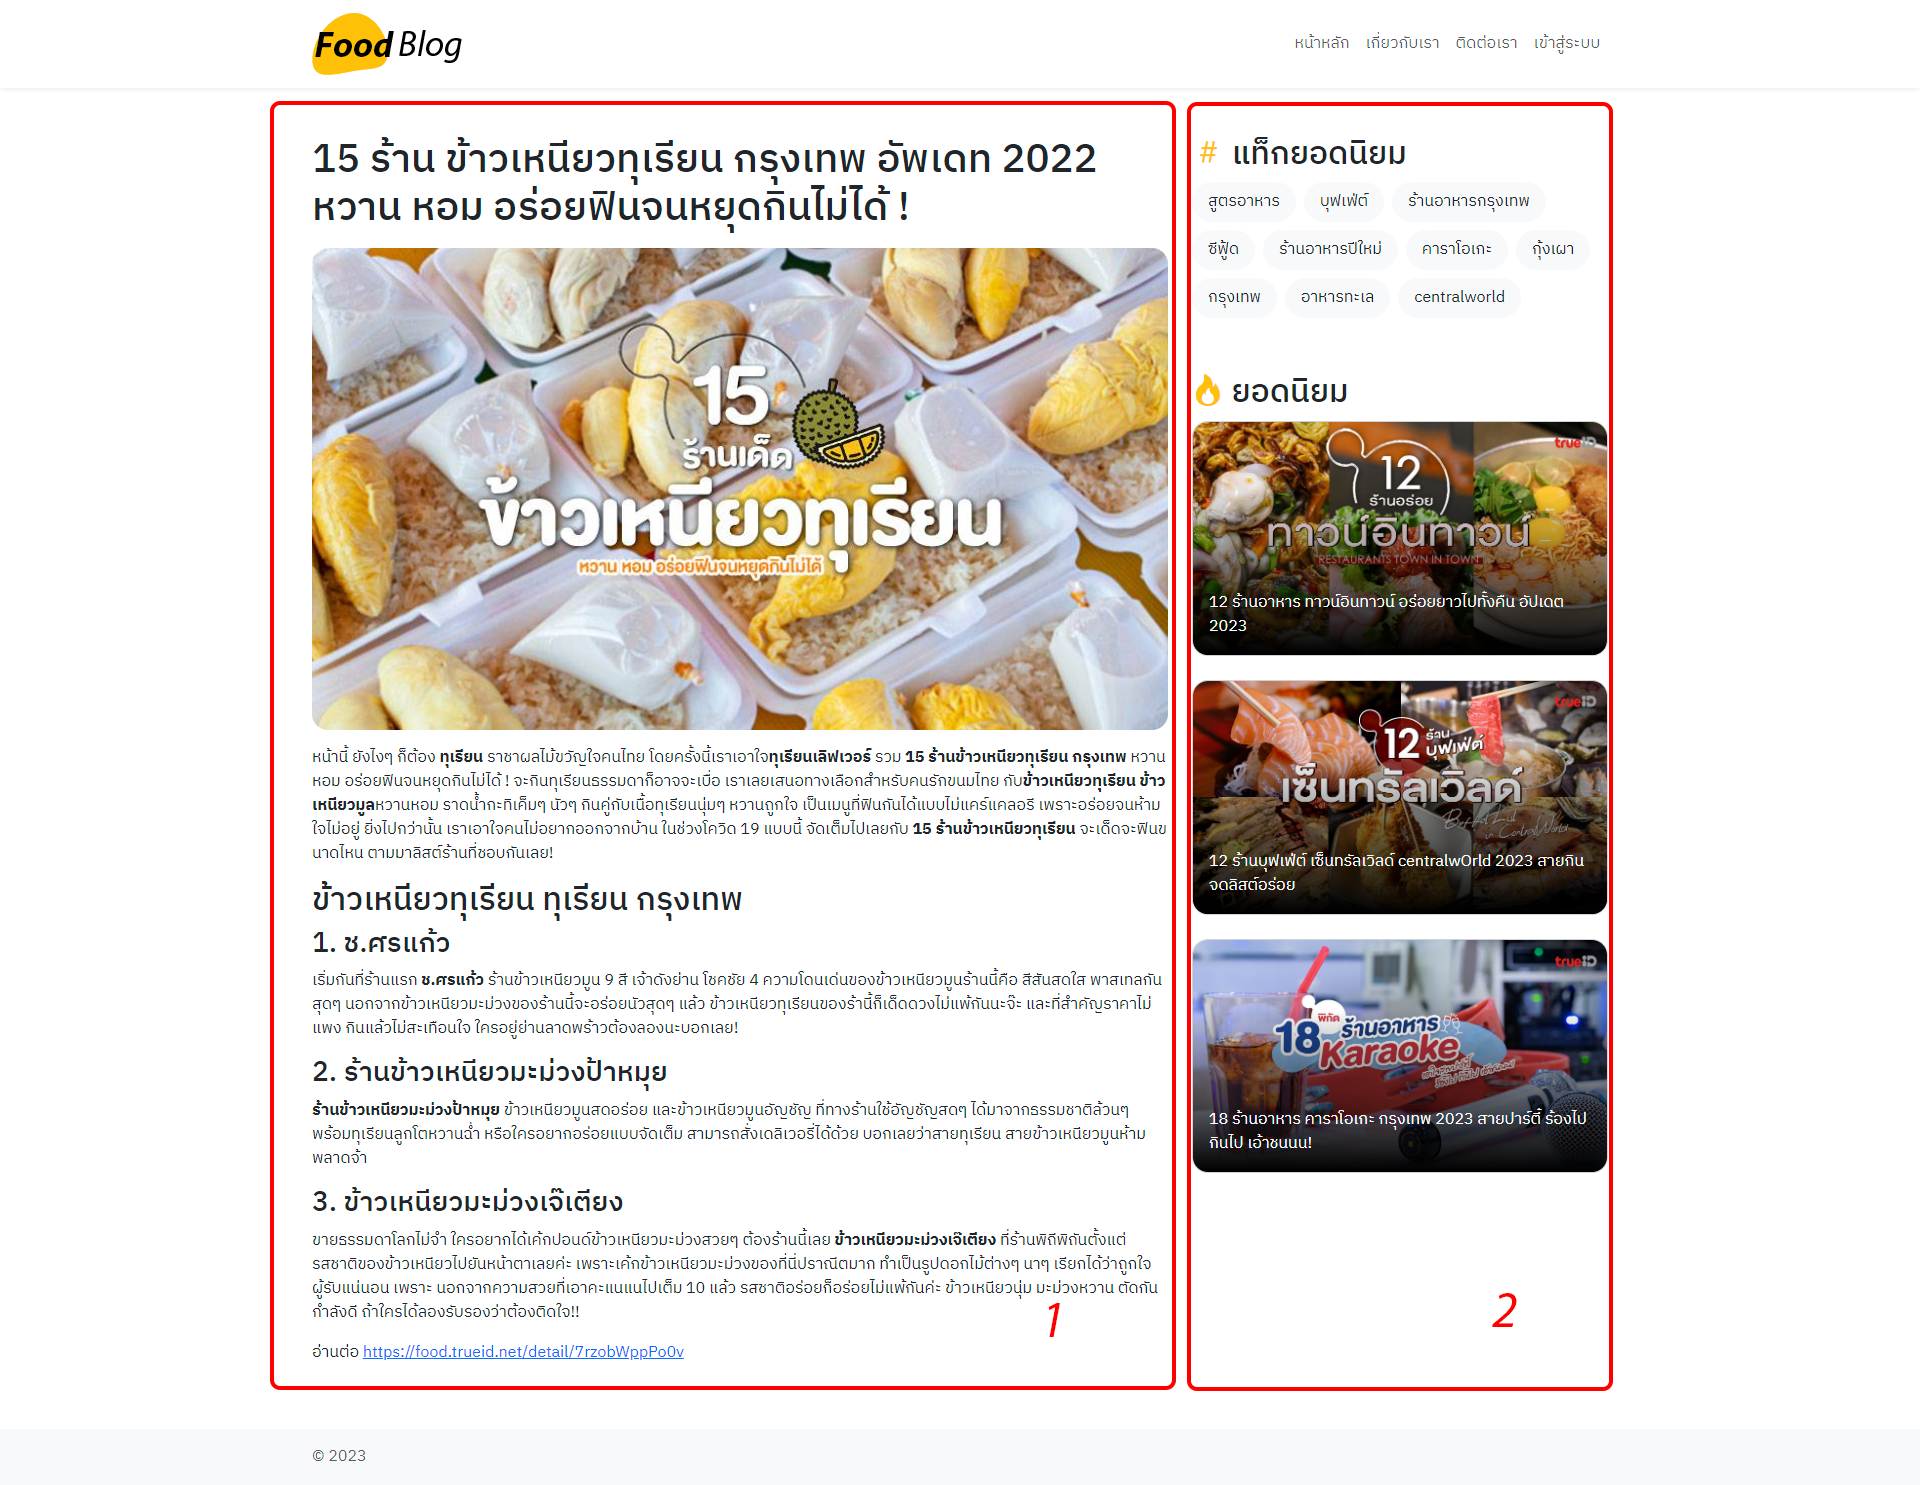 Food Blog
หน้าหลัก เกี่ยวกับเรา ติดต่อเรา เข้าสู่ระบบ
15 ร้าน ข้าวเหนียวทุเรียน กรุงเทพ อัพเดท 2022
หวาน หอม อร่อยฟินจนหยุดกินไม่ได้ !
15
ร้านเด็ด
ข้าวเหนียวทุเรียน
หวาน หอม อร่อยฟินจนหยุดกินไม่ได้
หน้านี้ ยังไงๆ ก็ต้อง ทุเรียน ราชาผลไม้ขวัญใจคนไทย โดยครั้งนี้เราเอาใจทุเรียนเลิฟเวอร์ รวม 15 ร้านข้าวเหนียวทุเรียน กรุงเทพ หวาน
หอม อร่อยฟินจนหยุดกินไม่ได้ ! จะกินทุเรียนธรรมดาก็อาจจะเบื่อ เราเลยเสนอทางเลือกสำหรับคนรักขนมไทย กับข้าวเหนียวทุเรียน ข้าว
เหนียวมูลหวานหอม ราดน้ำกะทิเค็มๆ นัวๆ กินคู่กับเนื้อทุเรียนนุ่มๆ หวานถูกใจ เป็นเมนูที่ฟินกันได้แบบไม่แคร์แคลอรี เพราะอร่อยจนห้าม
ใจไม่อยู่ ยิ่งไปกว่านั้น เราเอาใจคนไม่อยากออกจากบ้าน ในช่วงโควิด 19 แบบนี้ จัดเต็มไปเลยกับ 15 ร้านข้าวเหนียวทุเรียน จะเด็ดจะฟินข
นาดไหน ตามมาลิสต์ร้านที่ชอบกันเลย!
ข้าวเหนียวทุเรียน ทุเรียน กรุงเทพ
1. ช.ศรแก้ว
เริ่มกันที่ร้านแรก ช.ศรแก้ว ร้านข้าวเหนียวมูน 9 สี เจ้าดังย่าน โชคชัย 4 ความโดนเด่นของข้าวเหนียวมูนร้านนี้คือ สีสันสดใส พาสเทลกัน
สุดๆ นอกจากข้าวเหนียวมะม่วงของร้านนี้จะอร่อยนัวสุดๆ แล้ว ข้าวเหนียวทุเรียนของร้านี้ก็เด็ดดวงไม่แพ้กันนะจ๊ะ และที่สำคัญราคาไม่
แพง กินแล้วไม่สะเทือนใจ ใครอยู่ย่านลาดพร้าวต้องลองนะบอกเลย!
2. ร้านข้าวเหนียวมะม่วงป้าหมุย
ร้านข้าวเหนียวมะม่วงป้าหมุย ข้าวเหนียวมูนสดอร่อย และข้าวเหนียวมูนอัญชัญ ที่ทางร้านใช้อัญชัญสดๆ ได้มาจากธรรมชาติล้วนๆ
พร้อมทุเรียนลูกโตหวานฉ่ำ หรือใครอยากอร่อยแบบจัดเต็ม สามารถสั่งเดลิเวอรี่ได้ด้วย บอกเลยว่าสายทุเรียน สายข้าวเหนียวมูนห้าม
พลาดจ้า
3. ข้าวเหนียวมะม่วงเจ๊เตียง
ขายธรรมดาโลกไม่จำ ใครอยากได้เค้กปอนด์ข้าวเหนียวมะม่วงสวยๆ ต้องร้านนี้เลย ข้าวเหนียวมะม่วงเจ๊เตียง ที่ร้านพิถีพิถันตั้งแต่
รสชาติของข้าวเหนียวไปยันหน้าตาเลยค่ะ เพราะเค้กข้าวเหนียวมะม่วงของที่นี่ปราณีตมาก ทำเป็นรูปดอกไม้ต่างๆ นาๆ เรียกได้ว่าถูกใจ
ผู้รับแน่นอน เพราะ นอกจากความสวยที่เอาคะแนนไปเต็ม 10 แล้ว รสชาติอร่อยก็อร่อยไม่แพ้กันค่ะ ข้าวเหนียวนุ่ม มะม่วงหวาน ตัดกัน
กำลังดี ถ้าใครได้ลองรับรองว่าต้องติดใจ!!
อ่านต่อ https://food.trueid.net/detail/7rzobWppPo0v
1
# แท็กยอดนิยม
สูตรอาหาร บุฟเฟ่ต์ ร้านอาหารกรุงเทพ
ซีฟู้ด ร้านอาหารปีใหม่ คาราโอเกะ กุ้งเผา
กรุงเทพ อาหารทะเล centralworld
ยอดนิยม
trueID
12
ร้านอร่อย
ทาวน์อินทาวน์
RESTAURANTS TOWN IN TOWN
12 ร้านอาหาร ทาวน์อินทาวน์ อร่อยยาวไปทั้งคืน อัปเดต
2023
trueID
12 ร้าน
บุฟเฟ่ต์
เซ็นทรัลเวิลด์
in CentralWorld
12 ร้านบุฟเฟ่ต์ เซ็นทรัลเวิลด์ centralwOrld 2023 สายกิน
จดลิสต์อร่อย
trueID
18 พิกัด ร้านอาหาร
Karaoke
18 ร้านอาหาร คาราโอเกะ กรุงเทพ 2023 สายปาร์ตี้ ร้องไป
กินไป เอ้าชนนน!
2
© 2023